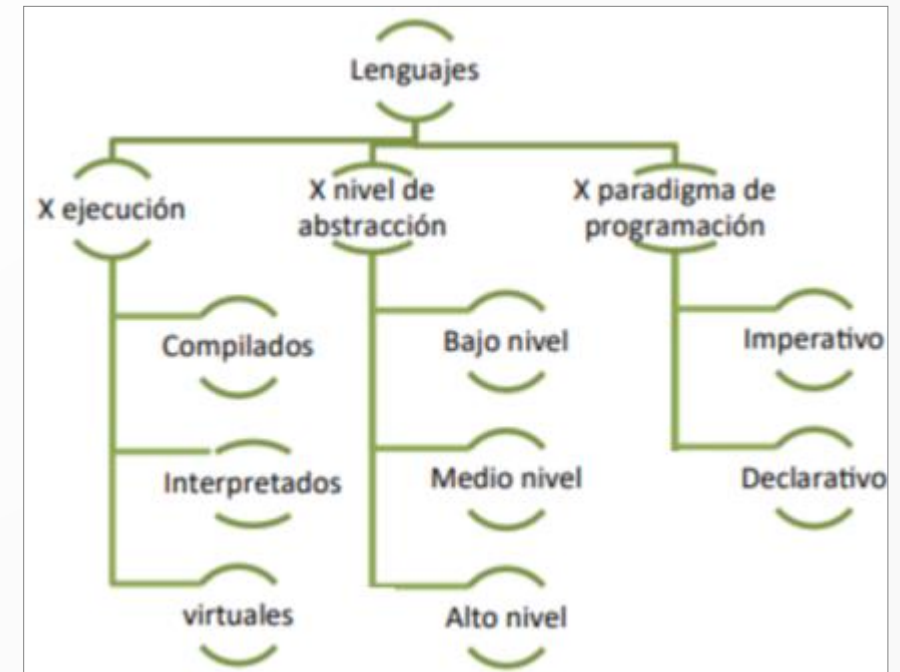 Lenguajes
X ejecución
X nivel de
abstracción
X paradigma de
programación
Compilados
Interpretados
virtuales
Bajo nivel
Medio nivel
Alto nivel
Imperativo
Declarativo